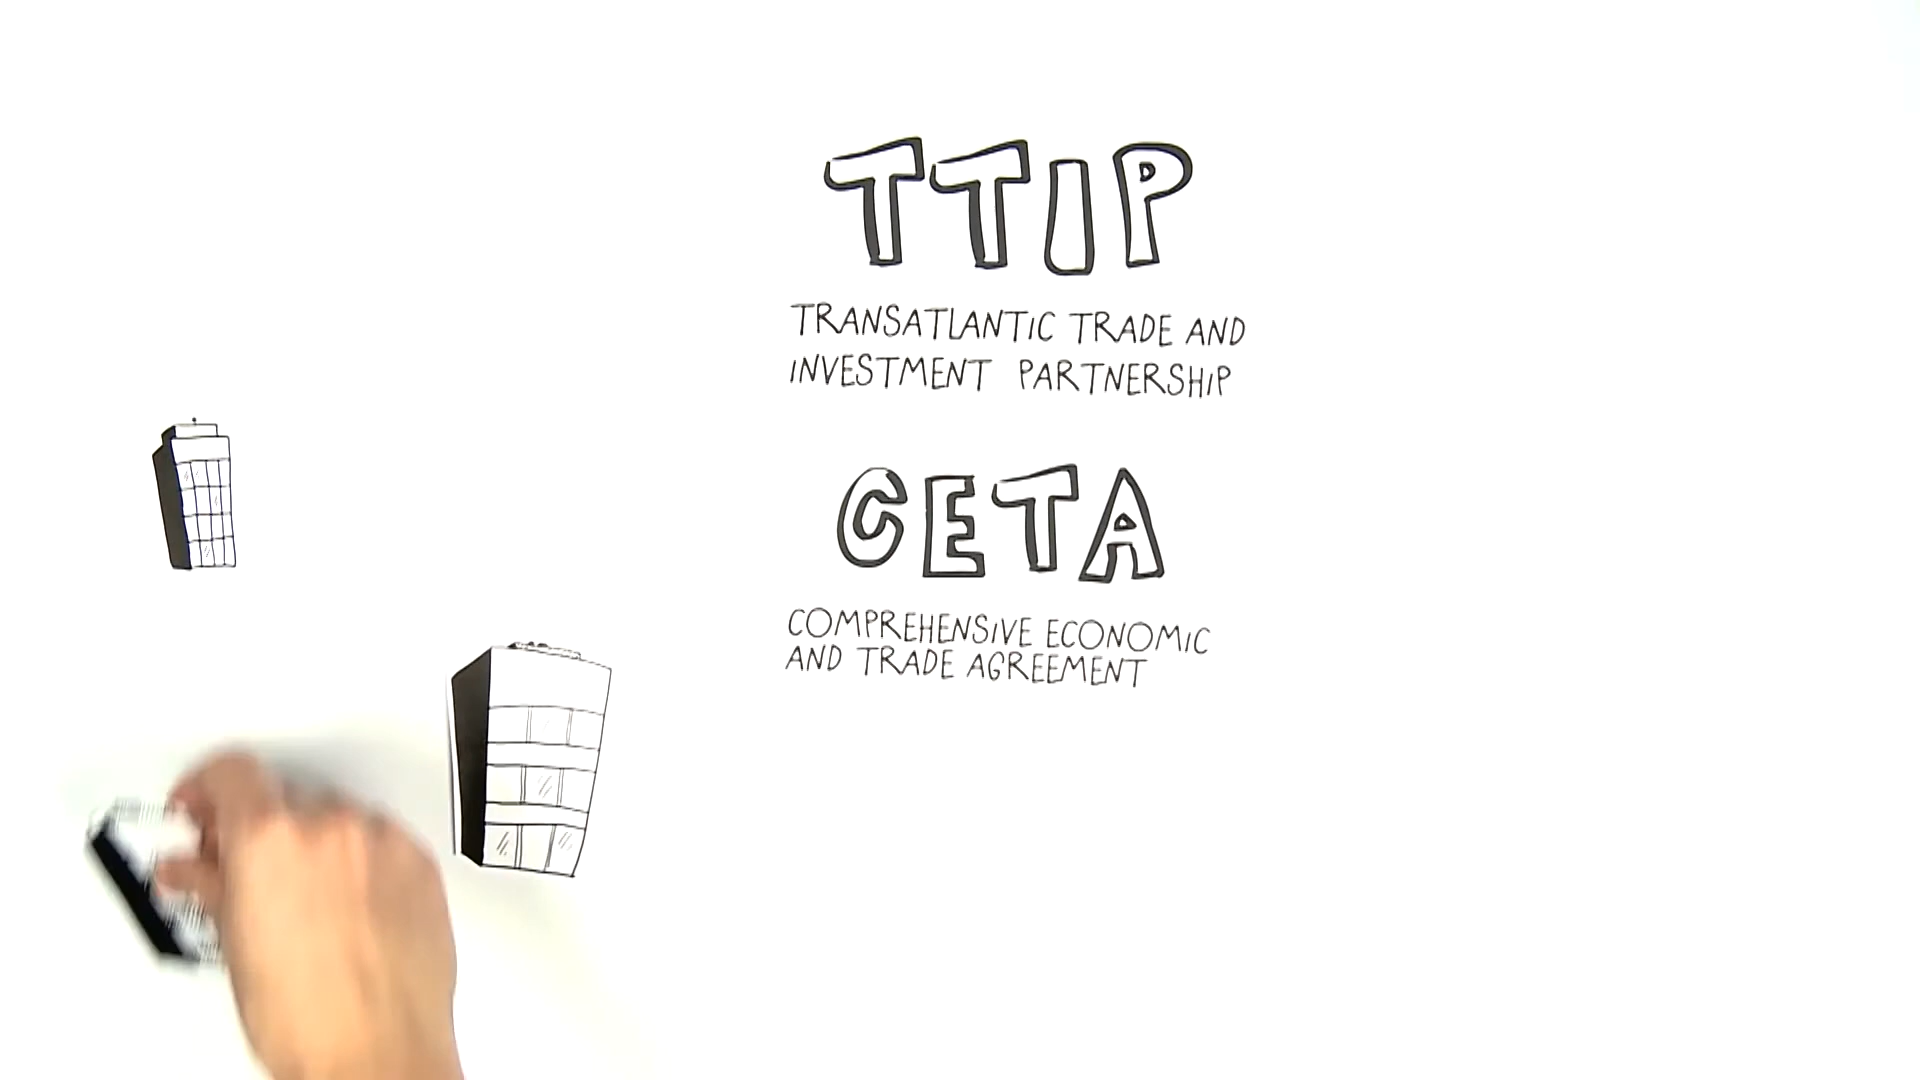 TTIP
TRANSATLANTIC TRADE AND
INVESTMENT PARTNERSHIP
CETA
COMPREHENSIVE ECONOMIC
AND TRADE AGREEMENT